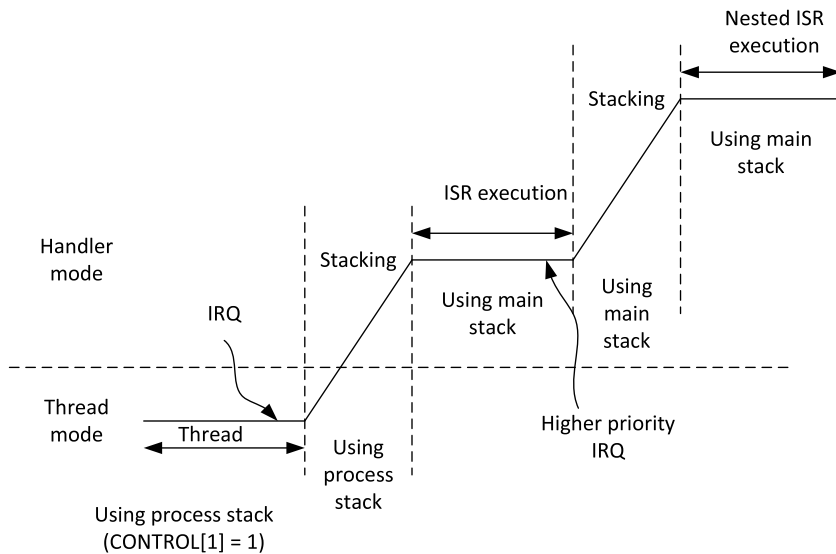 Nested ISR
execution
Stacking
Using main
stack
ISR execution
Handler
mode
Stacking
Using main
stack
Using
main
stack
IRQ
Thread
mode
Thread
Using
process
stack
Higher priority
IRQ
Using process stack
(CONTROL[1] = 1)